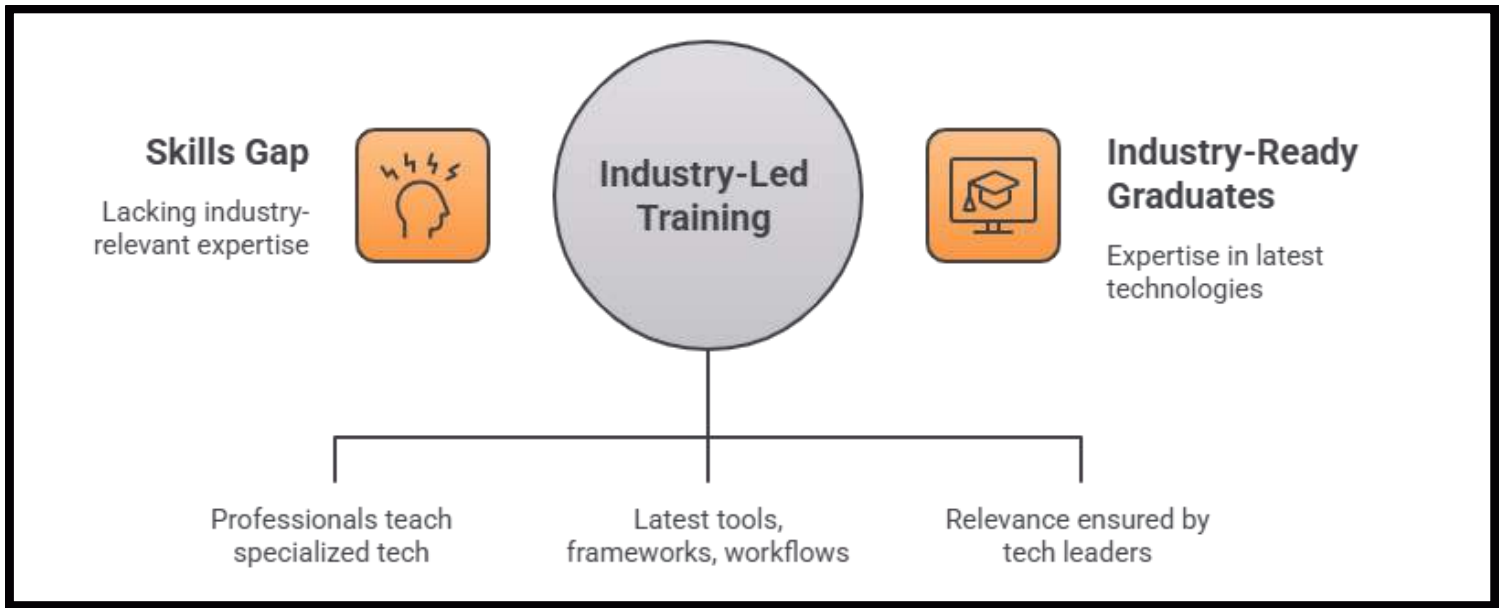 Skills Gap
Lacking industry-
relevant expertise
Industry-Led
Training
Industry-Ready
Graduates
Expertise in latest
technologies
Professionals teach
specialized tech
Latest tools,
frameworks, workflows
Relevance ensured by
tech leaders